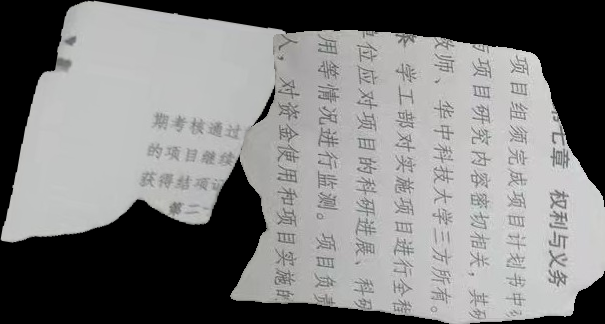 期考核通过
的项目继续
获得结项
第二
七章 权利与义务
项目组须完成项目计划书中
与项目研究内容密切相关，其研
教师、华中科技大学三方所有。
条 学工部对实施项目进行全程
单位应对项目的科研进展、科研
用等情况进行监测。项目负责
人，对资金使用和项目实施的